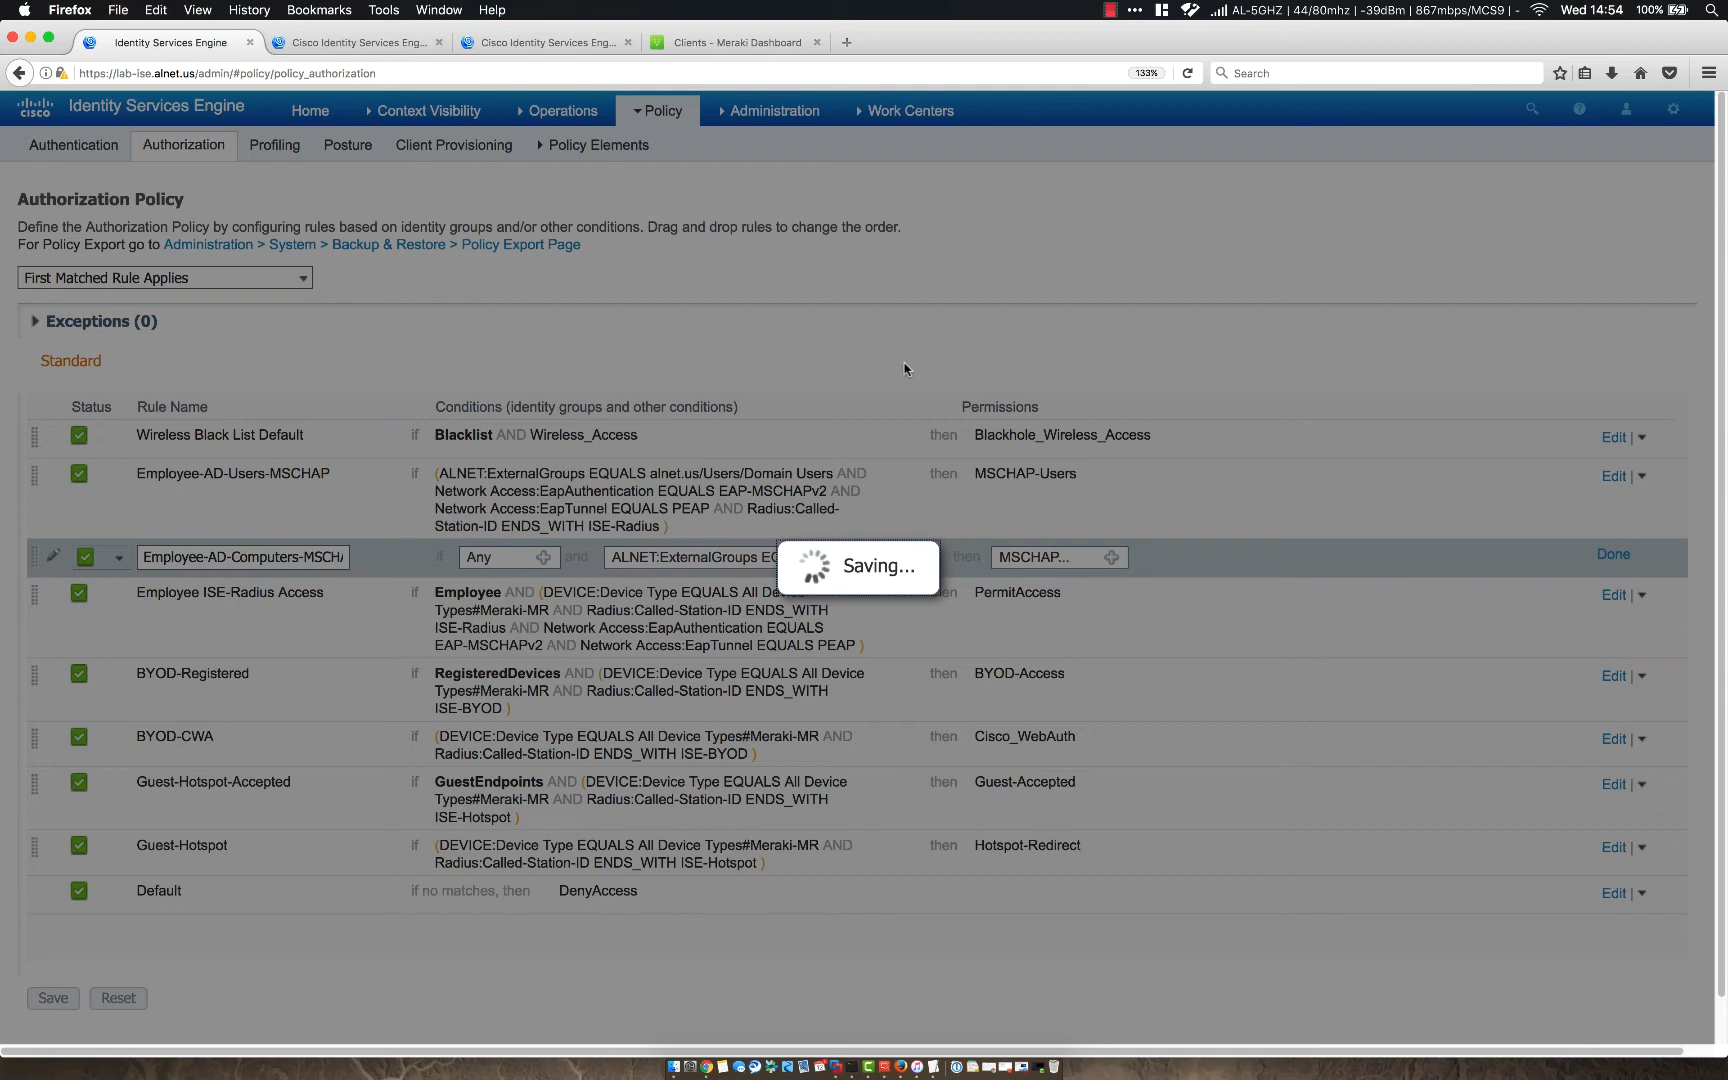 Firefox File Edit View History Bookmarks Tools Window Help AL-5GHZ | 44/80mhz | -39dBm | 867mbps/MCS9 | - Wed 14:54 100%
Identity Services Engine Cisco Identity Services Eng... Cisco Identity Services Eng... Clients - Meraki Dashboard
https://lab-ise.alnet.us/admin/#policy/policy_authorization 133% Search
cisco Identity Services Engine Home Context Visibility Operations Policy Administration Work Centers
Authentication Authorization Profiling Posture Client Provisioning Policy Elements
Authorization Policy
Define the Authorization Policy by configuring rules based on identity groups and/or other conditions. Drag and drop rules to change the order.
For Policy Export go to Administration > System > Backup & Restore > Policy Export Page
First Matched Rule Applies
Exceptions (0)
Standard
Status Rule Name Conditions (identity groups and other conditions) Permissions
Wireless Black List Default if Blacklist AND Wireless_Access then Blackhole_Wireless_Access Edit |
Employee-AD-Users-MSCHAP if (ALNET:ExternalGroups EQUALS alnet.us/Users/Domain Users AND then MSCHAP-Users Edit |
Network Access:EapAuthentication EQUALS EAP-MSCHAPv2 AND
Network Access:EapTunnel EQUALS PEAP AND Radius:Called-
Station-ID ENDS_WITH ISE-Radius )
Employee-AD-Computers-MSCH if Any and ALNET:ExternalGroups EQ then MSCHAP... Done
Saving...
Employee ISE-Radius Access Employee AND (DEVICE:Device Type EQUALS All De PermitAccess Edit |
Types#Meraki-MR AND Radius:Called-Station-ID ENDS_WITH
ISE-Radius AND Network Access:EapAuthentication EQUALS
EAP-MSCHAPv2 AND Network Access:EapTunnel EQUALS PEAP )
BYOD-Registered if RegisteredDevices AND (DEVICE:Device Type EQUALS All Device then BYOD-Access Edit |
Types#Meraki-MR AND Radius:Called-Station-ID ENDS_WITH
ISE-BYOD )
BYOD-CWA if (DEVICE:Device Type EQUALS All Device Types#Meraki-MR AND then Cisco_WebAuth Edit |
Radius:Called-Station-ID ENDS_WITH ISE-BYOD )
Guest-Hotspot-Accepted if GuestEndpoints AND (DEVICE:Device Type EQUALS All Device then Guest-Accepted Edit |
Types#Meraki-MR AND Radius:Called-Station-ID ENDS_WITH
ISE-Hotspot )
Guest-Hotspot if (DEVICE:Device Type EQUALS All Device Types#Meraki-MR AND then Hotspot-Redirect Edit |
Radius:Called-Station-ID ENDS_WITH ISE-Hotspot )
Default if no matches, then DenyAccess Edit |
Save Reset